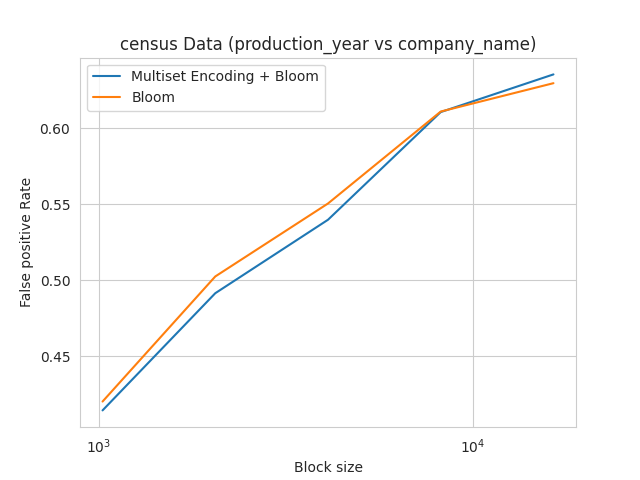 census Data (production_year vs company_name)
Multiset Encoding + Bloom
Bloom
False positive Rate
0.60
0.55
0.50
0.45
10³
10⁴
Block size